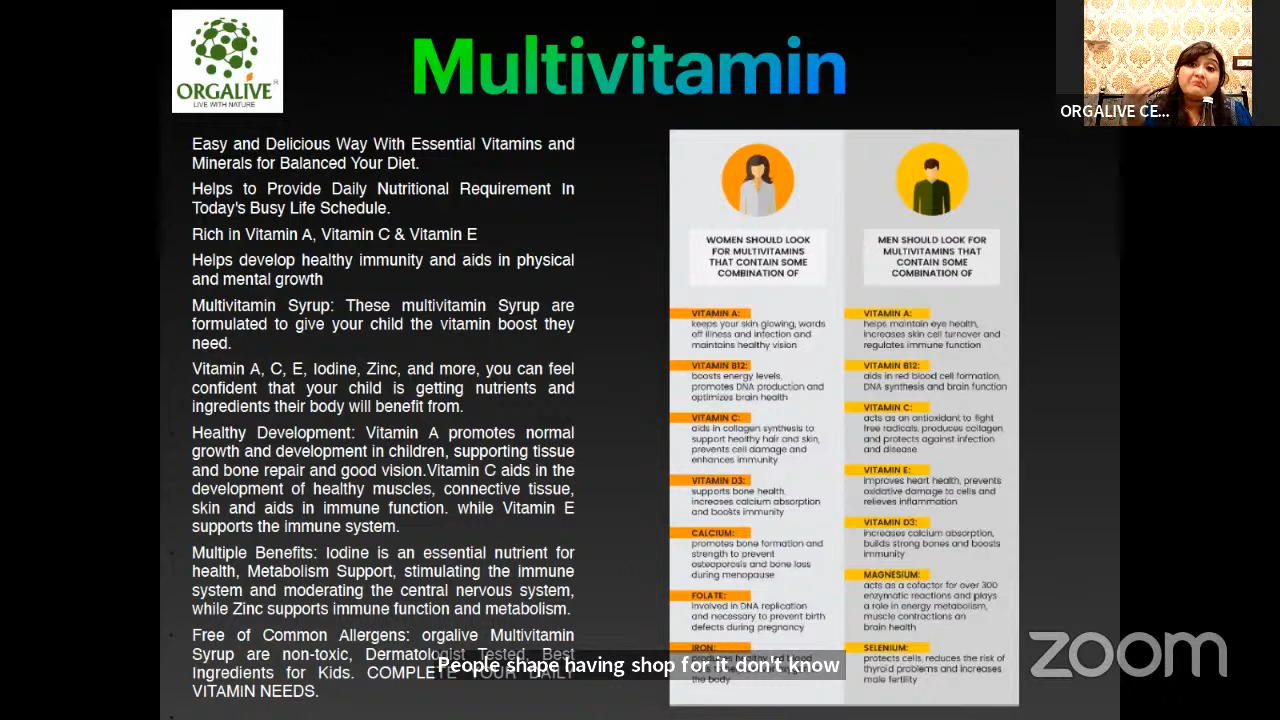 ORGALIVE
LIVE WITH NATURE
Multivitamin
ORGALIVE CE...
Easy and Delicious Way With Essential Vitamins and
Minerals for Balanced Your Diet.
Helps to Provide Daily Nutritional Requirement In
Today's Busy Life Schedule.
Rich in Vitamin A, Vitamin C & Vitamin E
Helps develop healthy immunity and aids in physical
and mental growth
Multivitamin Syrup: These multivitamin Syrup are
formulated to give your child the vitamin boost they
need.
Vitamin A, C, E, Iodine, Zinc, and more, you can feel
confident that your child is getting nutrients and
ingredients their body will benefit from.
Healthy Development: Vitamin A promotes normal
growth and development in children, supporting tissue
and bone repair and good vision.Vitamin C aids in the
development of healthy muscles, connective tissue,
skin and aids in immune function. while Vitamin E
supports the immune system.
Multiple Benefits: Iodine is an essential nutrient for
health, Metabolism Support, stimulating the immune
system and moderating the central nervous system,
while Zinc supports immune function and metabolism.
Free of Common Allergens: orgalive Multivitamin
Syrup are non-toxic, Dermatologist Tested, Best
Ingredients for Kids. COMPLETE YOUR DAILY
VITAMIN NEEDS.
WOMEN SHOULD LOOK
FOR MULTIVITAMINS
THAT CONTAIN SOME
COMBINATION OF
VITAMIN A:
keeps your skin glowing, wards
off illness and infection and
maintains healthy vision
VITAMIN B12:
boosts energy levels,
promotes DNA production and
optimizes brain health
VITAMIN C:
aids in collagen synthesis to
support healthy hair and skin,
prevents cell damage and
enhances immunity
VITAMIN D3:
supports bone health,
increases calcium absorption
and boosts immunity
CALCIUM:
promotes bone formation and
strength to prevent
osteoporosis and bone loss
during menopause
FOLATE:
involved in DNA replication
and necessary to prevent birth
defects during pregnancy
IRON:
the body
MEN SHOULD LOOK FOR
MULTIVITAMINS THAT
CONTAIN SOME
COMBINATION OF
VITAMIN A:
helps maintain eye health,
increases skin cell turnover and
regulates immune function
VITAMIN B12:
aids in red blood cell formation,
DNA synthesis and brain function
VITAMIN C:
acts as an antioxidant to fight
free radicals, produces collagen
and protects against infection
and disease
VITAMIN E:
improves heart health, prevents
oxidative damage to cells and
relieves inflammation
VITAMIN D3:
increases calcium absorption,
builds strong bones and boosts
immunity
MAGNESIUM:
acts as a cofactor for over 300
enzymatic reactions and plays
a role in energy metabolism,
muscle contractions an
brain health
SELENIUM:
protects cells, reduces the risk of
thyroid problems and increases
male fertility
People shape having shop for it don't know
zoom